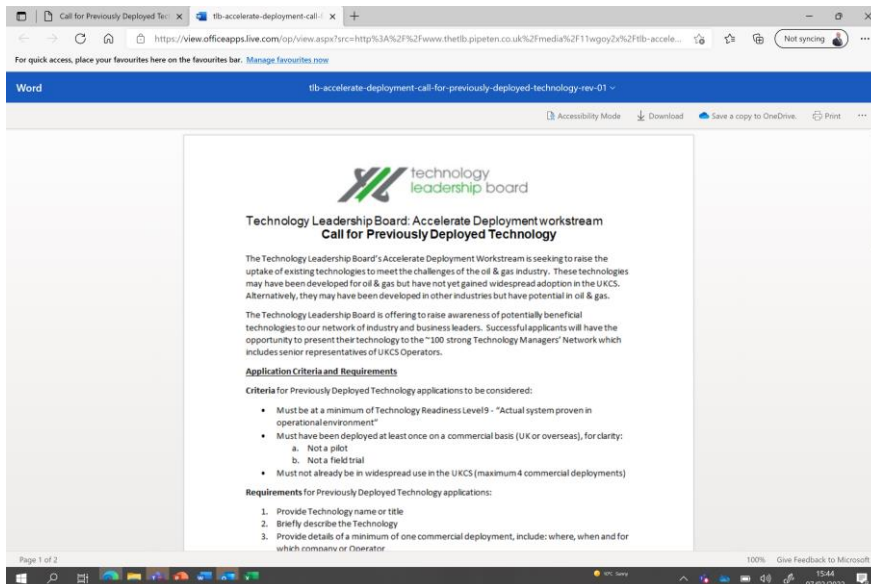 Call for Previously Deployed Tec
tlb-accelerate-deployment-call-f
https://view.officeapps.live.com/op/view.aspx?src=http%3A%2F%2Fwww.thetlb.pipeten.co.uk%2Fmedia%2F11wgoy2x%2Ftlb-accele...
Not syncing
For quick access, place your favourites here on the favourites bar. Manage favourites now
Word
tlb-accelerate-deployment-call-for-previously-deployed-technology-rev-01
Accessibility Mode Download Save a copy to OneDrive. Print
technology
leadership board
Technology Leadership Board: Accelerate Deployment workstream
Call for Previously Deployed Technology
The Technology Leadership Board's Accelerate Deployment Workstream is seeking to raise the
uptake of existing technologies to meet the challenges of the oil & gas industry. These technologies
may have been developed for oil & gas but have not yet gained widespread adoption in the UKCS.
Alternatively, they may have been developed in other industries but have potential in oil & gas.
The Technology Leadership Board is offering to raise awareness of potentially beneficial
technologies to our network of industry and business leaders. Successful applicants will have the
opportunity to present their technology to the ~100 strong Technology Managers' Network which
includes senior representatives of UKCS Operators.
Application Criteria and Requirements
Criteria for Previously Deployed Technology applications to be considered:
• Must be at a minimum of Technology Readiness Level 9 - "Actual system proven in
operational environment"
• Must have been deployed at least once on a commercial basis (UK or overseas), for clarity:
a. Not a pilot
b. Not a field trial
• Must not already be in widespread use in the UKCS (maximum 4 commercial deployments)
Requirements for Previously Deployed Technology applications:
1. Provide Technology name or title
2. Briefly describe the Technology
3. Provide details of a minimum of one commercial deployment, include: where, when and for
which company or Operator
Page 1 of 2
100% Give Feedback to Microsoft
15:44